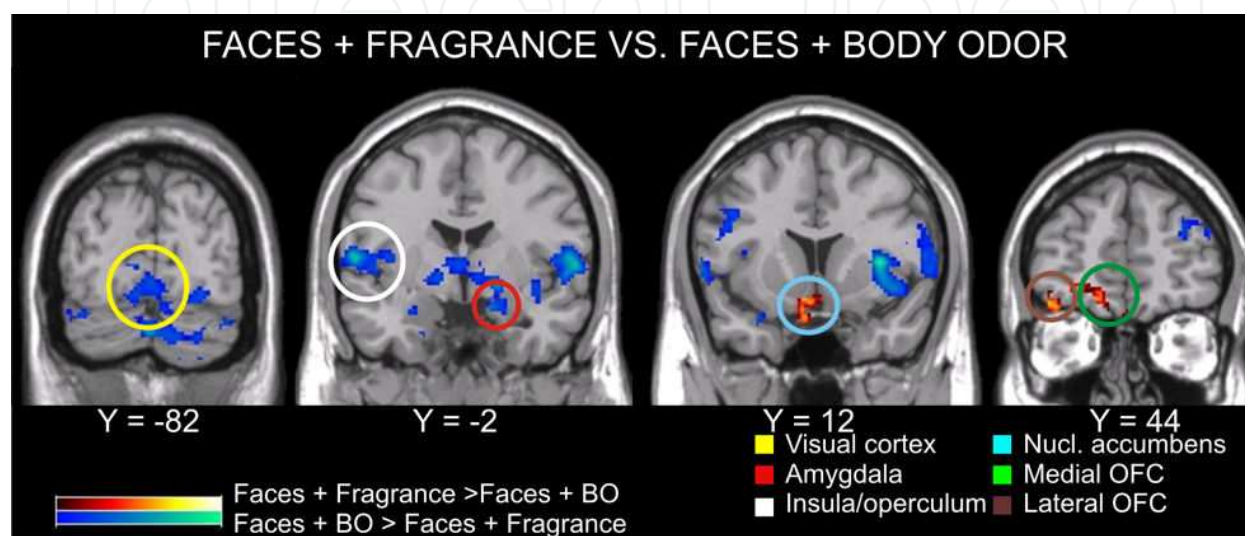 FACES + FRAGRANCE VS. FACES + BODY ODOR
Y = -82
Y = -2
Y = 12
Y = 44
Visual cortex
Nucl. accumbens
Amygdala
Medial OFC
Insula/operculum
Lateral OFC
Faces + Fragrance >Faces + BO
Faces + BO > Faces + Fragrance